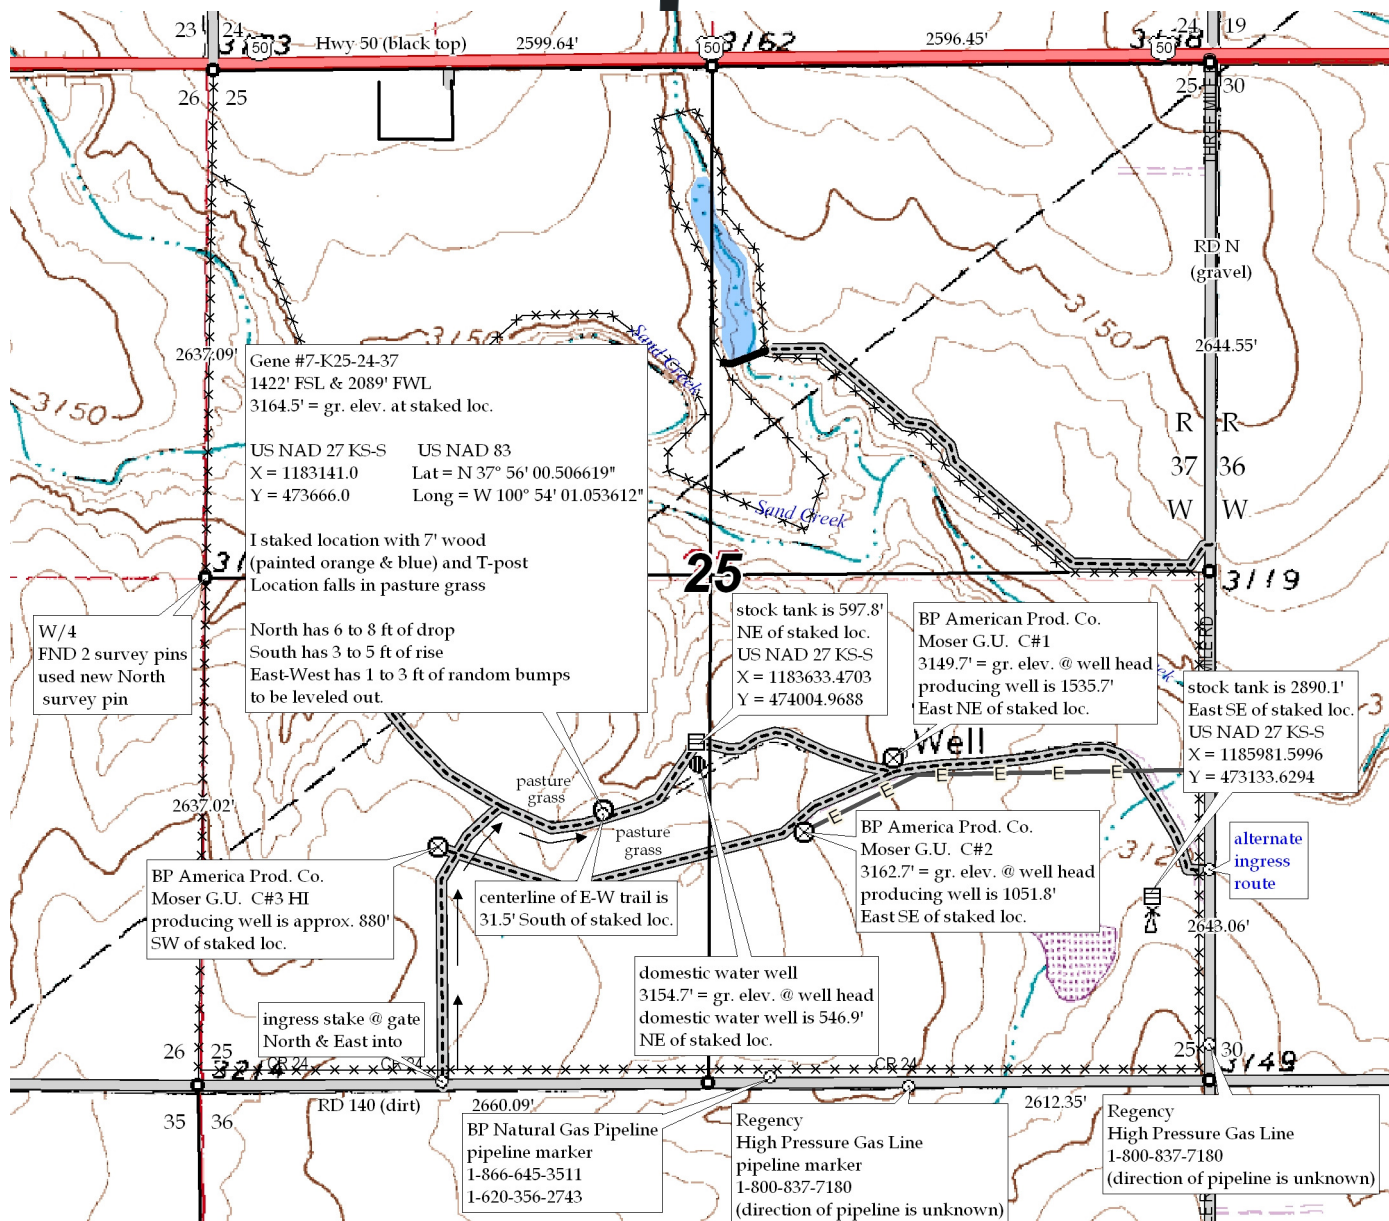 23 24
3173
50
Hwy 50 (black top)
2599.64'
50
3162
2596.45'
3138
50
24 19
26 25
25 30
THREE MILE
RD N
(gravel)
2637.09'
3150
3150
3150
Sand Creek
2644.55'
Gene #7-K25-24-37
1422' FSL & 2089' FWL
3164.5' = gr. elev. at staked loc.
US NAD 27 KS-S US NAD 83
X = 1183141.0 Lat = N 37° 56' 00.506619"
Y = 473666.0 Long = W 100° 54' 01.053612"
I staked location with 7' wood
(painted orange & blue) and T-post
Location falls in pasture grass
North has 6 to 8 ft of drop
South has 3 to 5 ft of rise
East-West has 1 to 3 ft of random bumps
to be leveled out.
R R
37 36
W W
Sand Creek
25
3119
W/4
FND 2 survey pins
used new North
survey pin
stock tank is 597.8'
NE of staked loc.
US NAD 27 KS-S
X = 1183633.4703
Y = 474004.9688
BP American Prod. Co.
Moser G.U. C#1
3149.7' = gr. elev. @ well head
producing well is 1535.7'
East NE of staked loc.
stock tank is 2890.1'
East SE of staked loc.
US NAD 27 KS-S
X = 1185981.5996
Y = 473133.6294
Well
E E E E
E E
pasture
grass
pasture
grass
2637.02'
BP America Prod. Co.
Moser G.U. C#3 HI
producing well is approx. 880'
SW of staked loc.
centerline of E-W trail is
31.5' South of staked loc.
BP America Prod. Co.
Moser G.U. C#2
3162.7' = gr. elev. @ well head
producing well is 1051.8'
East SE of staked loc.
312
alternate
ingress
route
2643.06'
domestic water well
3154.7' = gr. elev. @ well head
domestic water well is 546.9'
NE of staked loc.
ingress stake @ gate
North & East into
26 25
3214
CR 24
CR 24
CR 24
25 30
3149
35 36
RD 140 (dirt)
2660.09'
2612.35'
BP Natural Gas Pipeline
pipeline marker
1-866-645-3511
1-620-356-2743
Regency
High Pressure Gas Line
pipeline marker
1-800-837-7180
(direction of pipeline is unknown)
Regency
High Pressure Gas Line
1-800-837-7180
(direction of pipeline is unknown)